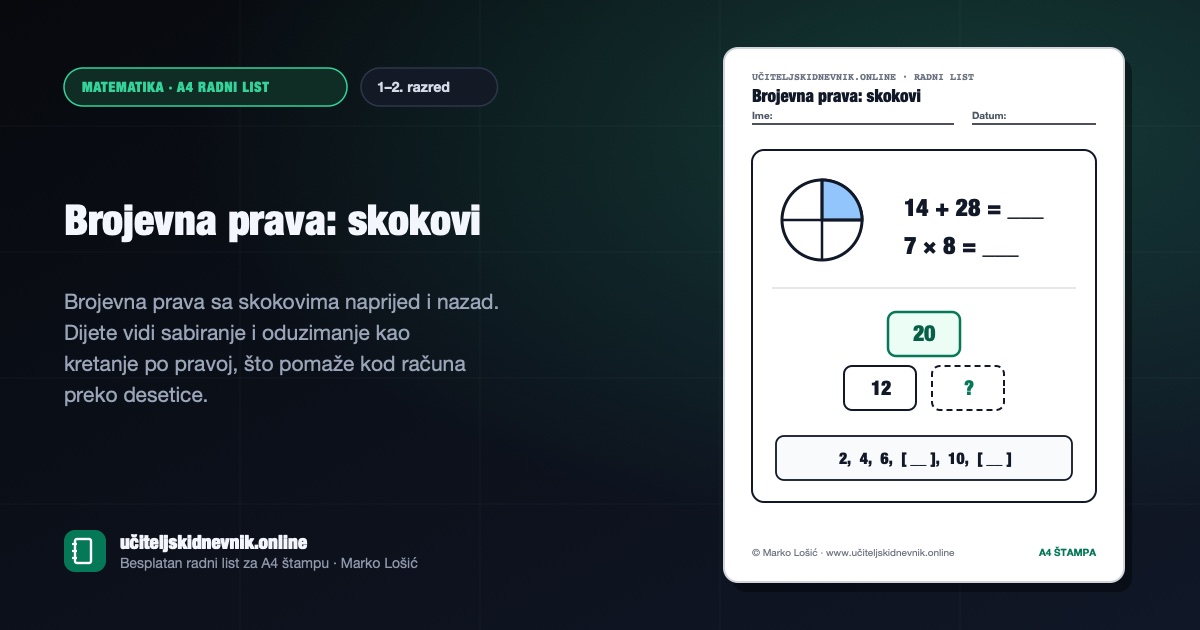 MATEMATIKA · A4 RADNI LIST
1–2. razred
Brojevna prava: skokovi
Brojevna prava sa skokovima naprijed i nazad.
Dijete vidi sabiranje i oduzimanje kao
kretanje po pravoj, što pomaže kod računa
preko desetice.
učiteljskidnevnik.online
Besplatan radni list za A4 štampu · Marko Lošić
UČITELJSKIDNEVNIK.ONLINE · RADNI LIST
Brojevna prava: skokovi
Ime:
Datum:
14 + 28 = ___
7 × 8 = ___
20
12
?
2, 4, 6, [ __ ], 10, [ __ ]
© Marko Lošić · www.učiteljskidnevnik.online
A4 ŠTAMPA